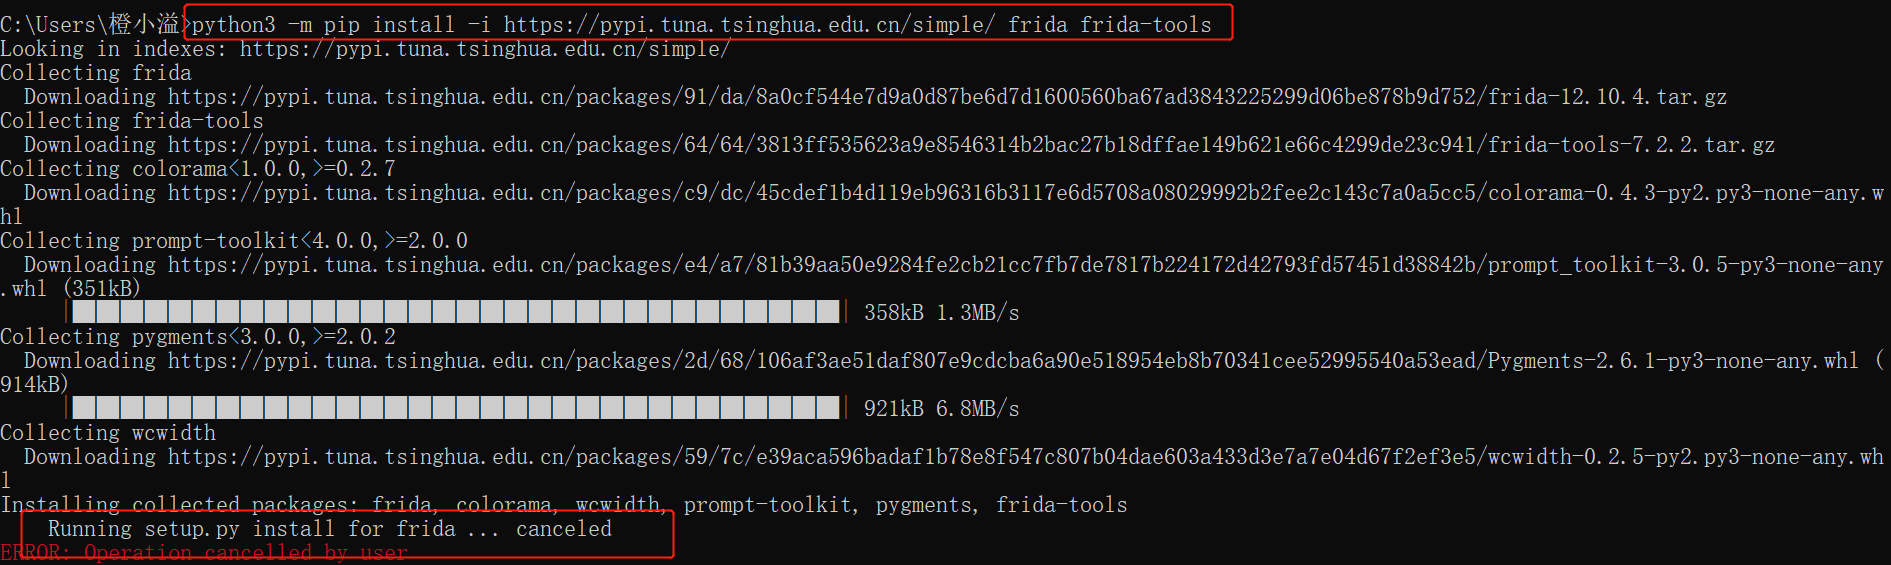 C:\Users\橙小溢>python3 -m pip install -i https://pypi.tuna.tsinghua.edu.cn/simple/ frida frida-tools
Looking in indexes: https://pypi.tuna.tsinghua.edu.cn/simple/
Collecting frida
Downloading https://pypi.tuna.tsinghua.edu.cn/packages/91/da/8a0cf544e7d9a0d87be6d7d1600560ba67ad3843225299d06be878b9d752/frida-12.10.4.tar.gz
Collecting frida-tools
Downloading https://pypi.tuna.tsinghua.edu.cn/packages/64/64/3813ff535623a9e8546314b2bac27b18dffae149b621e66c4299de23c941/frida-tools-7.2.2.tar.gz
Collecting colorama<1.0.0,>=0.2.7
Downloading https://pypi.tuna.tsinghua.edu.cn/packages/c9/dc/45cdef1b4d119eb96316b3117e6d5708a08029992b2fee2c143c7a0a5cc5/colorama-0.4.3-py2.py3-none-any.w
hl
Collecting prompt-toolkit<4.0.0,>=2.0.0
Downloading https://pypi.tuna.tsinghua.edu.cn/packages/e4/a7/81b39aa50e9284fe2cb21cc7fb7de7817b224172d42793fd57451d38842b/prompt_toolkit-3.0.5-py3-none-any
.whl (351kB)
358kB 1.3MB/s
Collecting pygments<3.0.0,>=2.0.2
Downloading https://pypi.tuna.tsinghua.edu.cn/packages/2d/68/106af3ae51daf807e9cdcba6a90e518954eb8b70341cee52995540a53ead/Pygments-2.6.1-py3-none-any.whl (
914kB)
921kB 6.8MB/s
Collecting wcwidth
Downloading https://pypi.tuna.tsinghua.edu.cn/packages/59/7c/e39aca596badaf1b78e8f547c807b04dae603a433d3e7a7e04d67f2ef3e5/wcwidth-0.2.5-py2.py3-none-any.wh
l
Installing collected packages: frida, colorama, wcwidth, prompt-toolkit, pygments, frida-tools
Running setup.py install for frida ... canceled
ERROR: Operation cancelled by user